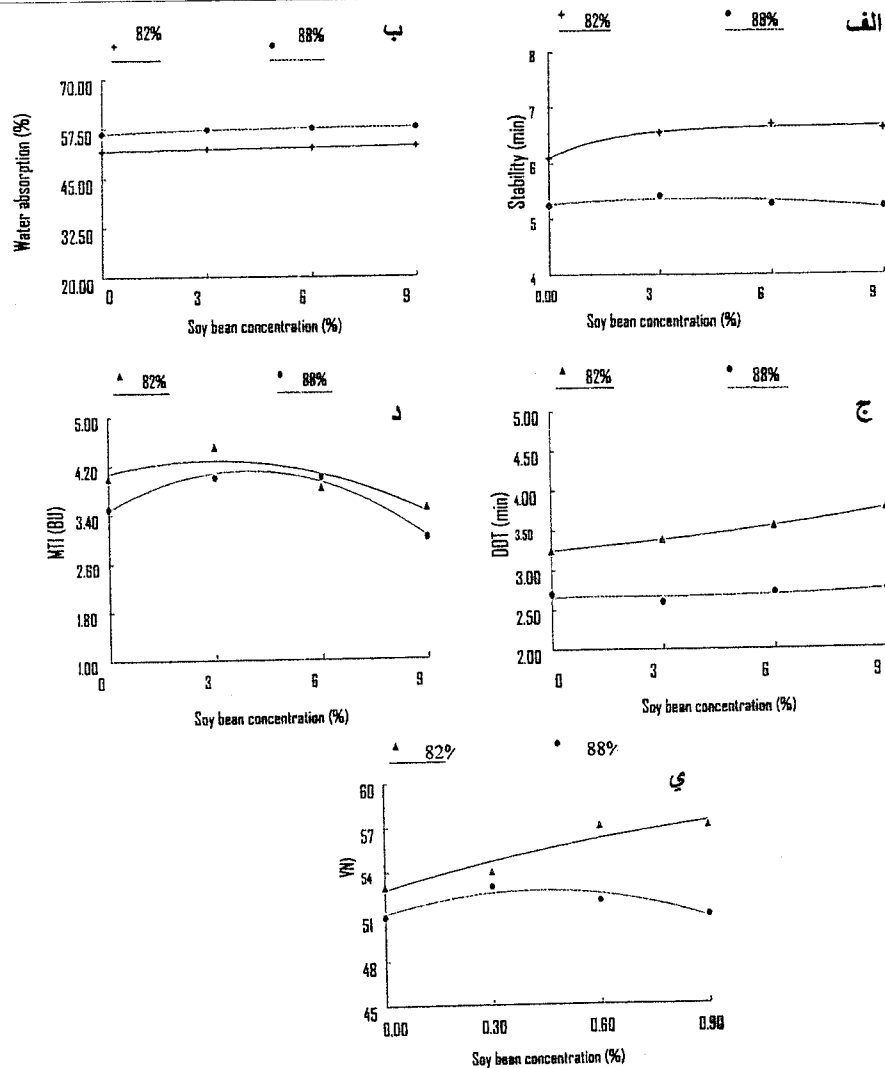 82% 88% ب
70.00
57.50
45.00
32.50
20.00
Water absorption (%)
0 3 6 9
Soy bean concentration (%)
82% 88% الف
8
7
6
5
4
Stability (min)
0.00 3 6 9
Soy bean concentration (%)
82% 88% د
5.00
4.20
3.40
2.60
1.80
1.00
MTI (BU)
0 3 6 9
Soy bean concentration (%)
82% 88% ج
5.00
4.50
4.00
3.50
3.00
2.50
2.00
DDT (min)
0 3 6 9
Soy bean concentration (%)
82% 88% ي
60
57
54
51
48
45
VN)
0.00 0.30 0.60 0.90
Soy bean concentration (%)